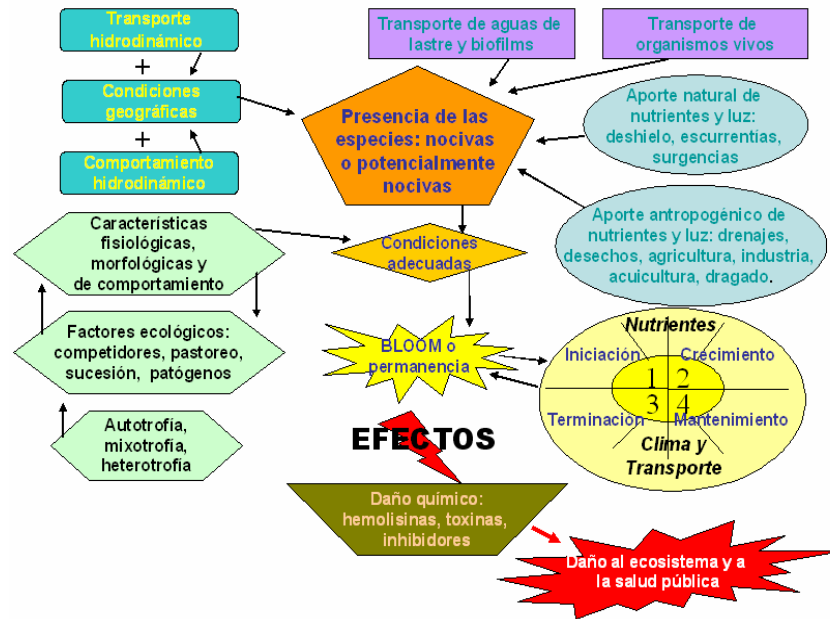 Transporte
hidrodinámico
+
Condiciones
geográficas
+
Comportamiento
hidrodinámico
Transporte de aguas de
lastre y biofilms
Transporte de
organismos vivos
Presencia de las
especies: nocivas
o potencialmente
nocivas
Aporte natural de
nutrientes y luz:
deshielo, escurrentías,
surgencias
Aporte antropogénico de
nutrientes y luz: drenajes,
desechos, agricultura, industria,
acuicultura, dragado.
Características
fisiológicas,
morfológicas y
de comportamiento
Condiciones
adecuadas
Factores ecológicos:
competidores, pastoreo,
sucesión, patógenos
Autotrofía,
mixotrofía,
heterotrofía
BLOOM o
permanencia
Nutrientes
Iniciación
Crecimiento
1 2
3 4
Terminación
Mantenimiento
Clima y
Transporte
EFECTOS
Daño químico:
hemolisinas, toxinas,
inhibidores
Daño al ecosistema y a
la salud pública